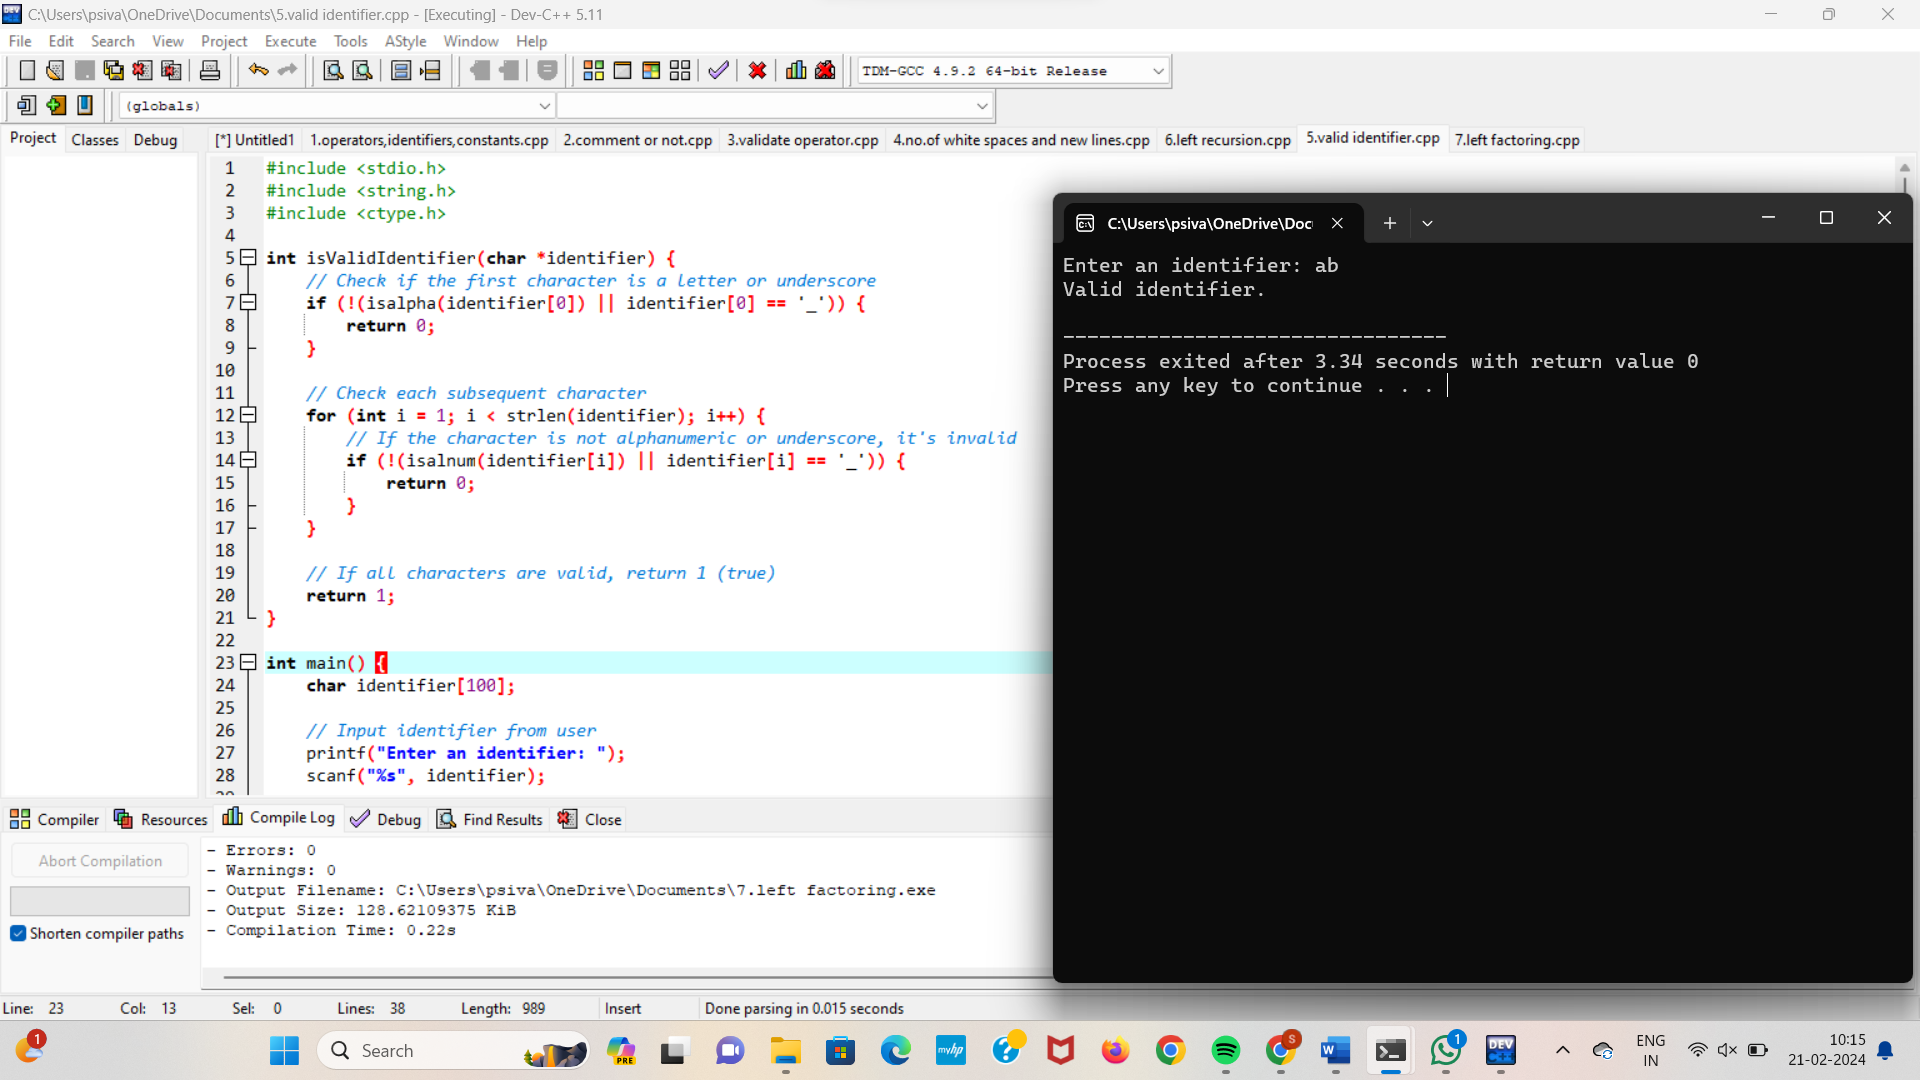 C:\Users\psiva\OneDrive\Documents\5.valid identifier.cpp - [Executing] - Dev-C++ 5.11
File Edit Search View Project Execute Tools AStyle Window Help
TDM-GCC 4.9.2 64-bit Release
(globals)
Project Classes Debug
[*] Untitled1 1.operators,identifiers,constants.cpp 2.comment or not.cpp 3.validate operator.cpp 4.no.of white spaces and new lines.cpp 6.left recursion.cpp 5.valid identifier.cpp 7.left factoring.cpp
1 #include <stdio.h>
2 #include <string.h>
3 #include <ctype.h>
4
5 int isValidIdentifier(char *identifier) {
6 // Check if the first character is a letter or underscore
7 if (!(isalpha(identifier[0]) || identifier[0] == '_')) {
8 return 0;
9 }
10
11 // Check each subsequent character
12 for (int i = 1; i < strlen(identifier); i++) {
13 // If the character is not alphanumeric or underscore, it's invalid
14 if (!(isalnum(identifier[i]) || identifier[i] == '_')) {
15 return 0;
16 }
17 }
18
19 // If all characters are valid, return 1 (true)
20 return 1;
21 }
22
23 int main() {
24 char identifier[100];
25
26 // Input identifier from user
27 printf("Enter an identifier: ");
28 scanf("%s", identifier);
C:\Users\psiva\OneDrive\Doc
Enter an identifier: ab
Valid identifier.
--------------------------------
Process exited after 3.34 seconds with return value 0
Press any key to continue . . .
Compiler Resources Compile Log Debug Find Results Close
Abort Compilation
Shorten compiler paths
- Errors: 0
- Warnings: 0
- Output Filename: C:\Users\psiva\OneDrive\Documents\7.left factoring.exe
- Output Size: 128.62109375 KiB
- Compilation Time: 0.22s
Line: 23 Col: 13 Sel: 0 Lines: 38 Length: 989 Insert Done parsing in 0.015 seconds
1
Search
PRE
myhp
S
W
1
DEV C++
ENG
IN
10:15
21-02-2024